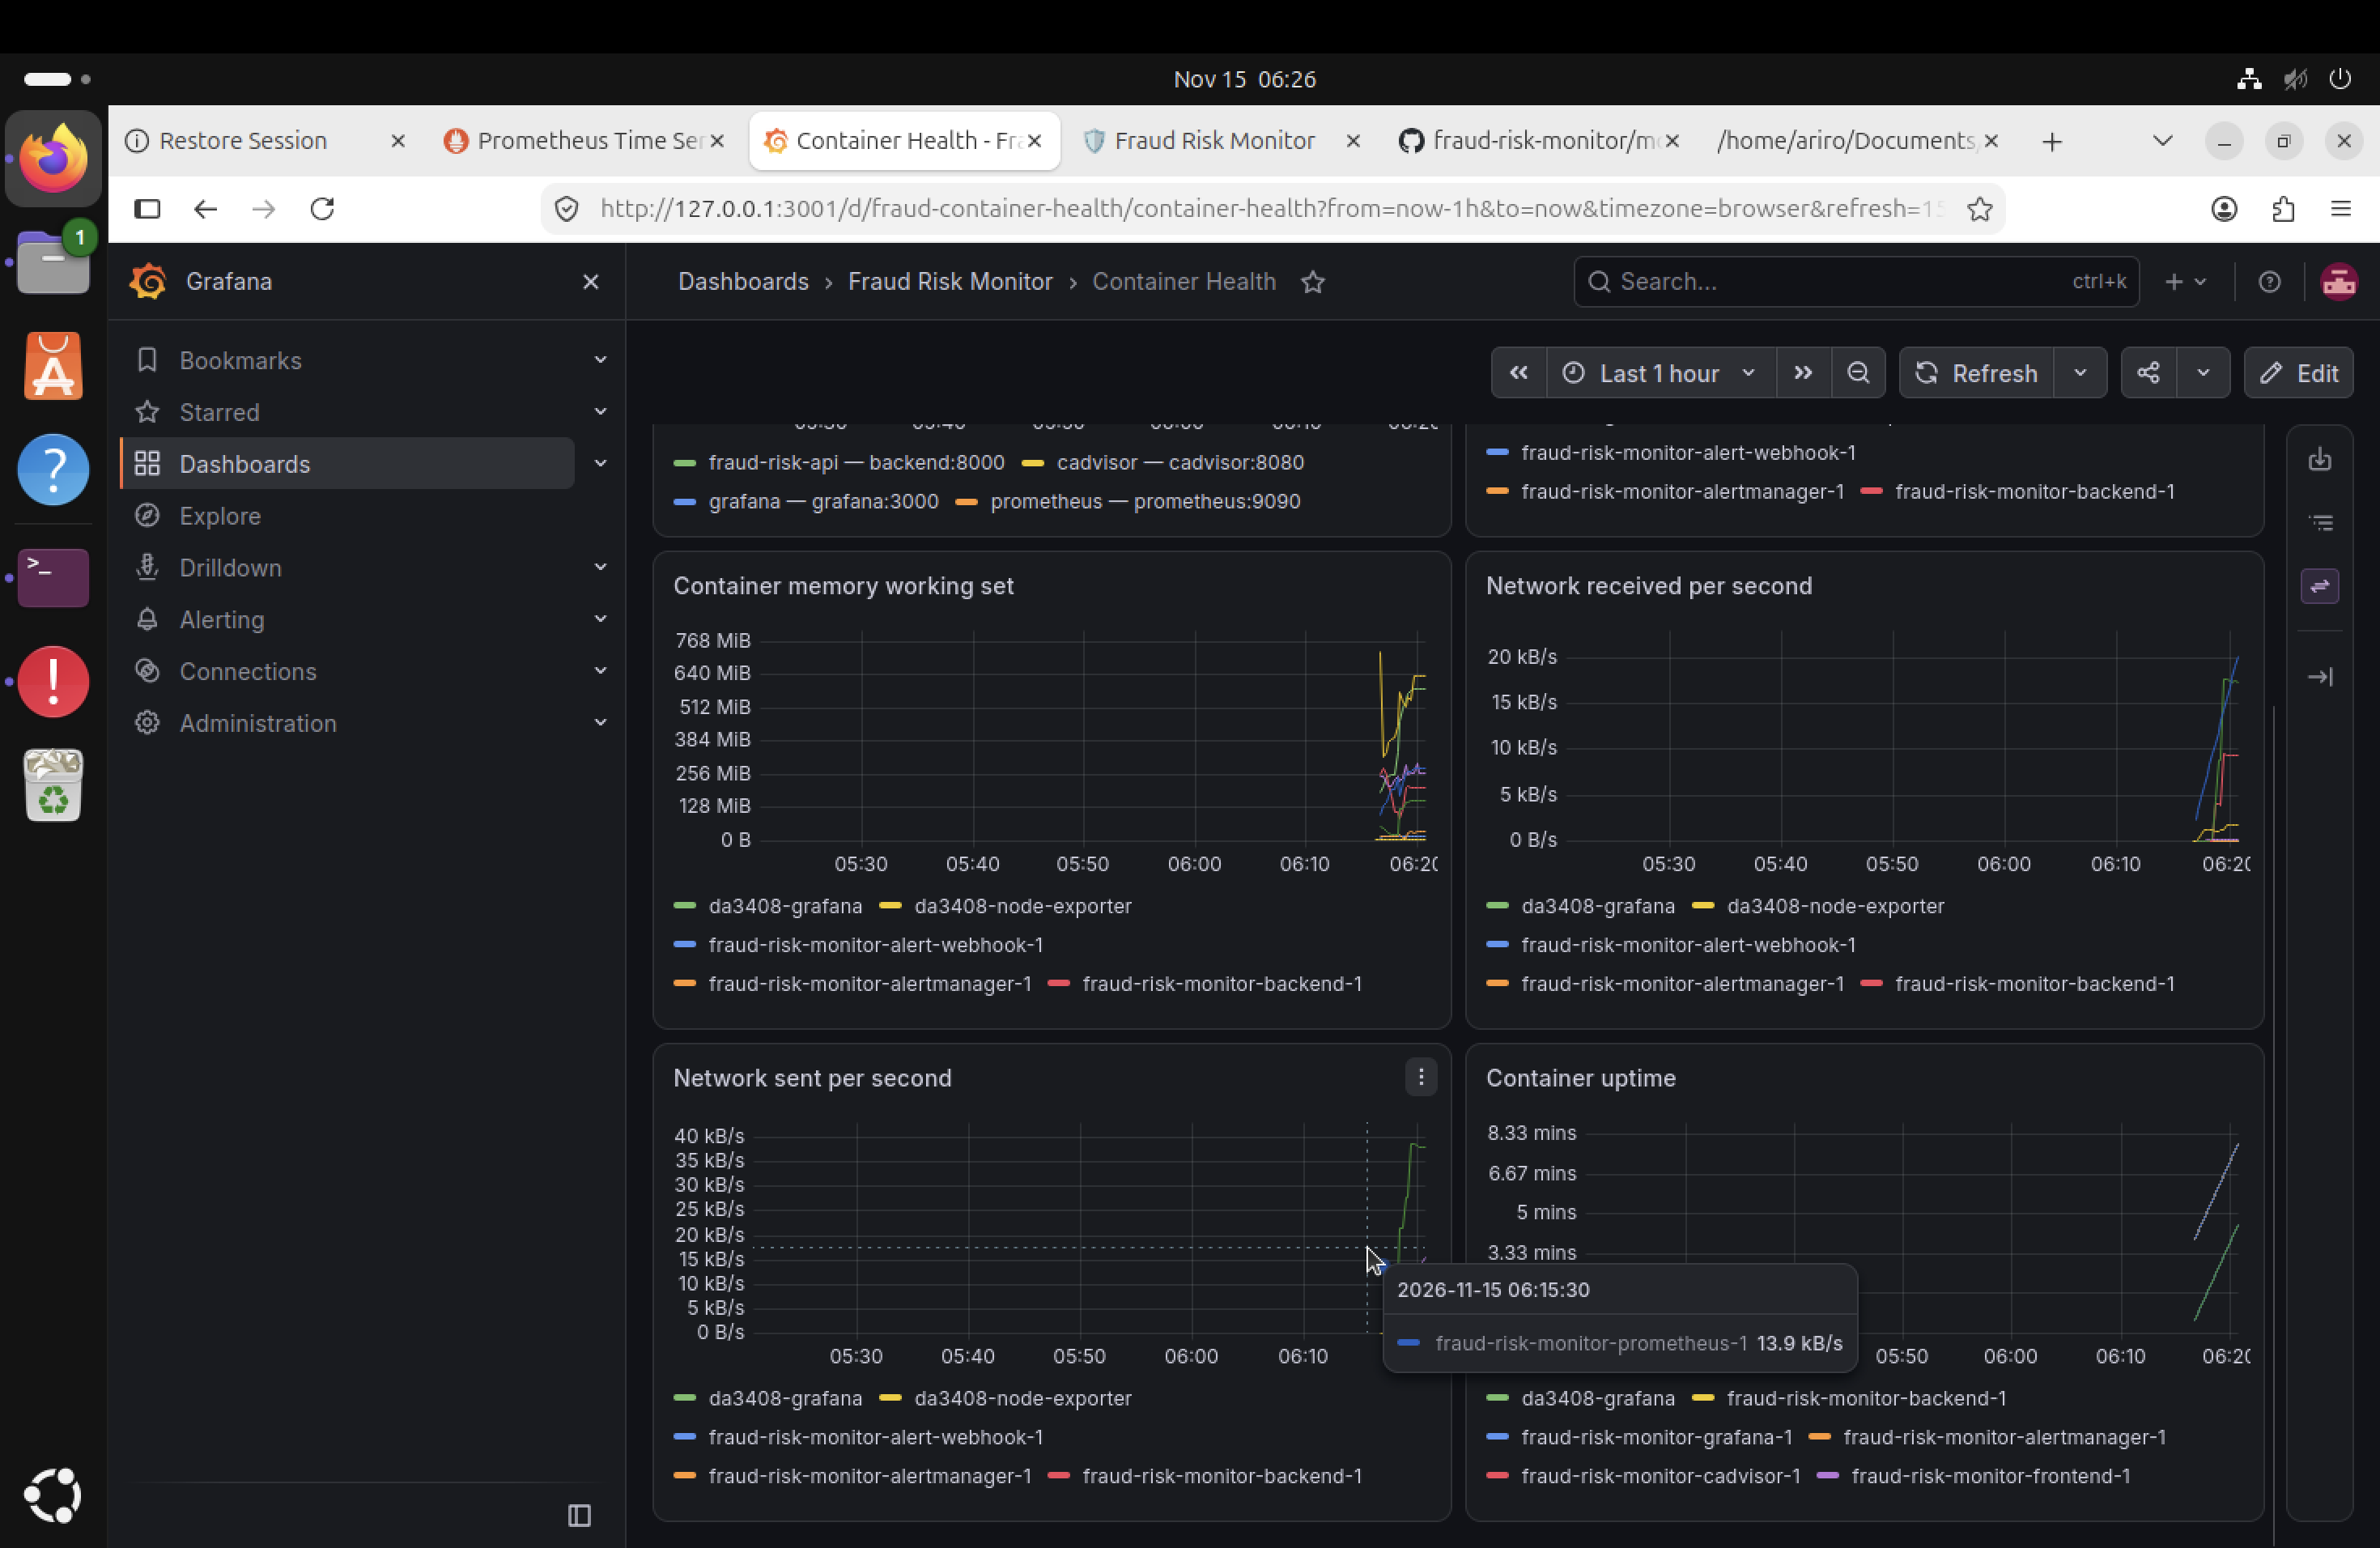 Nov 15 06:26
Restore Session
Prometheus Time Ser
Container Health - Fra
Fraud Risk Monitor
fraud-risk-monitor/mo
/home/ariro/Documents/
http://127.0.0.1:3001/d/fraud-container-health/container-health?from=now-1h&to=now&timezone=browser&refresh=15
1
Grafana
Dashboards › Fraud Risk Monitor › Container Health
Search...
ctrl+k
Bookmarks
Starred
Dashboards
Explore
Drilldown
Alerting
Connections
Administration
Last 1 hour
Refresh
Edit
fraud-risk-api — backend:8000 cadvisor — cadvisor:8080
grafana — grafana:3000 prometheus — prometheus:9090
fraud-risk-monitor-alert-webhook-1
fraud-risk-monitor-alertmanager-1 fraud-risk-monitor-backend-1
Container memory working set
768 MiB
640 MiB
512 MiB
384 MiB
256 MiB
128 MiB
0 B
05:30 05:40 05:50 06:00 06:10 06:20
da3408-grafana da3408-node-exporter
fraud-risk-monitor-alert-webhook-1
fraud-risk-monitor-alertmanager-1 fraud-risk-monitor-backend-1
Network received per second
20 kB/s
15 kB/s
10 kB/s
5 kB/s
0 B/s
05:30 05:40 05:50 06:00 06:10 06:20
da3408-grafana da3408-node-exporter
fraud-risk-monitor-alert-webhook-1
fraud-risk-monitor-alertmanager-1 fraud-risk-monitor-backend-1
Network sent per second
40 kB/s
35 kB/s
30 kB/s
25 kB/s
20 kB/s
15 kB/s
10 kB/s
5 kB/s
0 B/s
05:30 05:40 05:50 06:00 06:10
da3408-grafana da3408-node-exporter
fraud-risk-monitor-alert-webhook-1
fraud-risk-monitor-alertmanager-1 fraud-risk-monitor-backend-1
2026-11-15 06:15:30
fraud-risk-monitor-prometheus-1 13.9 kB/s
Container uptime
8.33 mins
6.67 mins
5 mins
3.33 mins
05:50 06:00 06:10 06:20
da3408-grafana fraud-risk-monitor-backend-1
fraud-risk-monitor-grafana-1 fraud-risk-monitor-alertmanager-1
fraud-risk-monitor-cadvisor-1 fraud-risk-monitor-frontend-1